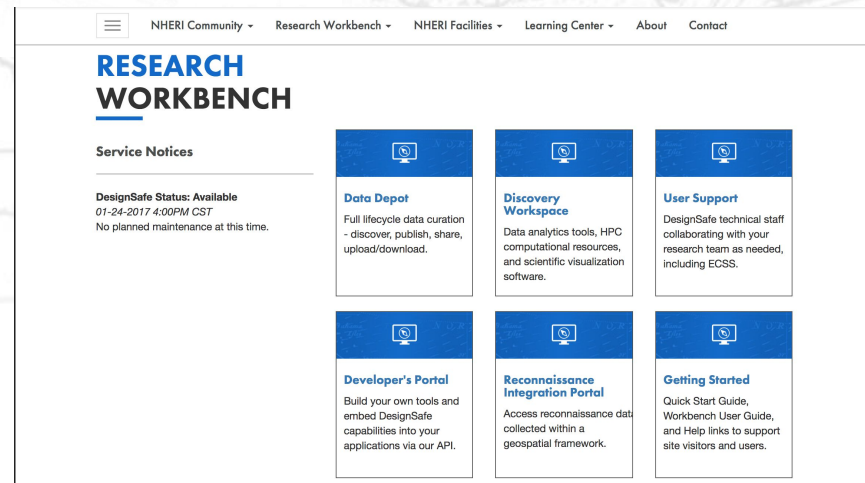 NHERI Community Research Workbench NHERI Facilities Learning Center About Contact
RESEARCH
WORKBENCH
Service Notices
DesignSafe Status: Available
01-24-2017 4:00PM CST
No planned maintenance at this time.
Data Depot
Full lifecycle data curation
- discover, publish, share,
upload/download.
Discovery
Workspace
Data analytics tools, HPC
computational resources,
and scientific visualization
software.
User Support
DesignSafe technical staff
collaborating with your
research team as needed,
including ECSS.
Developer's Portal
Build your own tools and
embed DesignSafe
capabilities into your
applications via our API.
Reconnaissance
Integration Portal
Access reconnaissance data
collected within a
geospatial framework.
Getting Started
Quick Start Guide,
Workbench User Guide,
and Help links to support
site visitors and users.